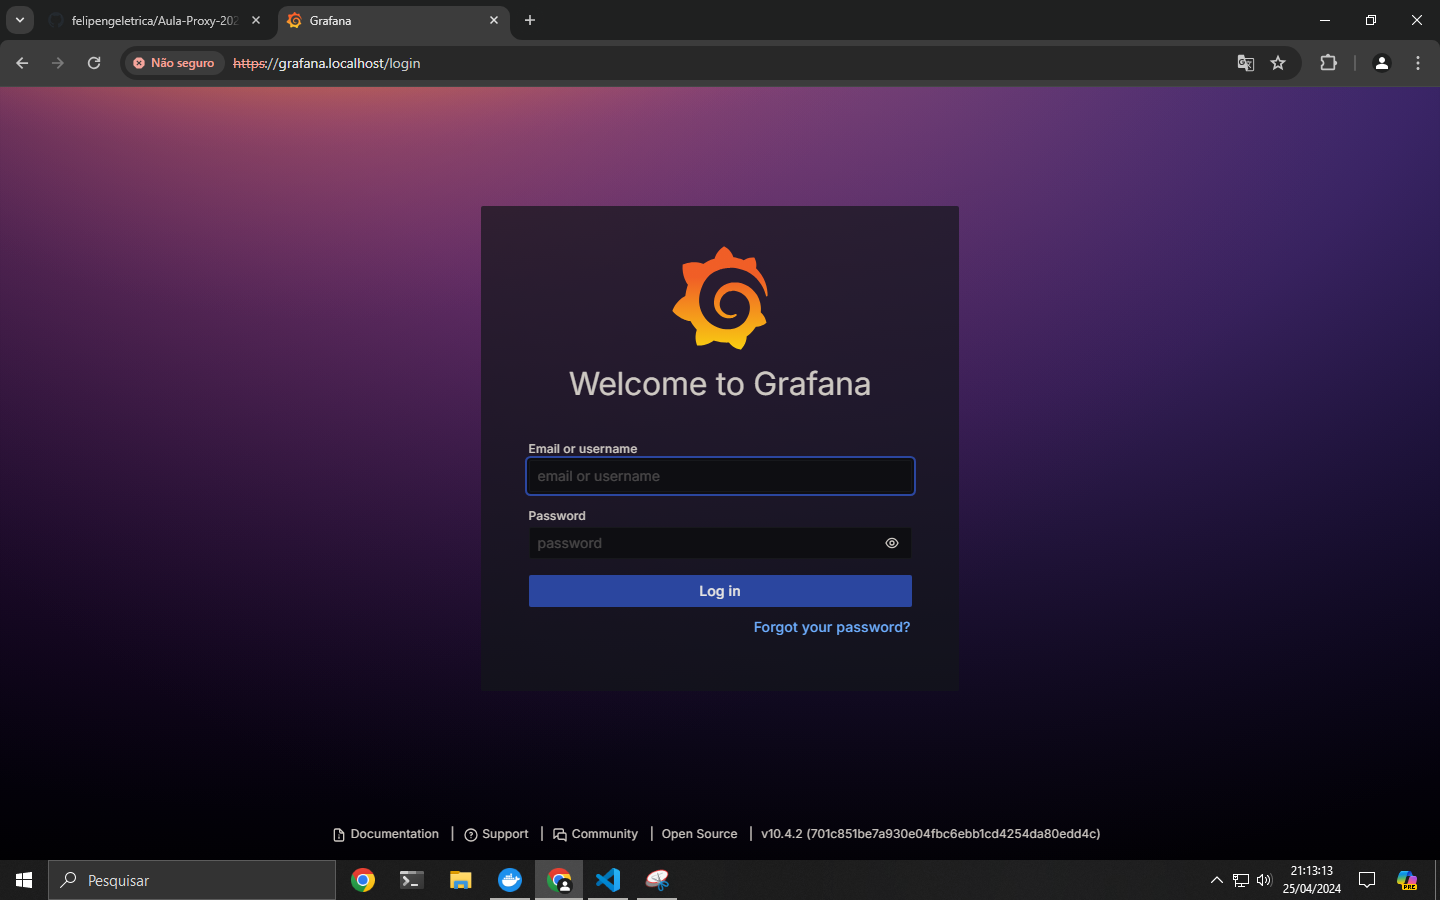 felipengeletrica/Aula-Proxy-202
Grafana
Não seguro
https://grafana.localhost/login
Welcome to Grafana
Email or username
email or username
Password
password
Log in
Forgot your password?
Documentation | Support | Community | Open Source | v10.4.2 (701c851be7a930e04fbc6ebb1cd4254da80edd4c)
Pesquisar
21:13:13
25/04/2024
PRE